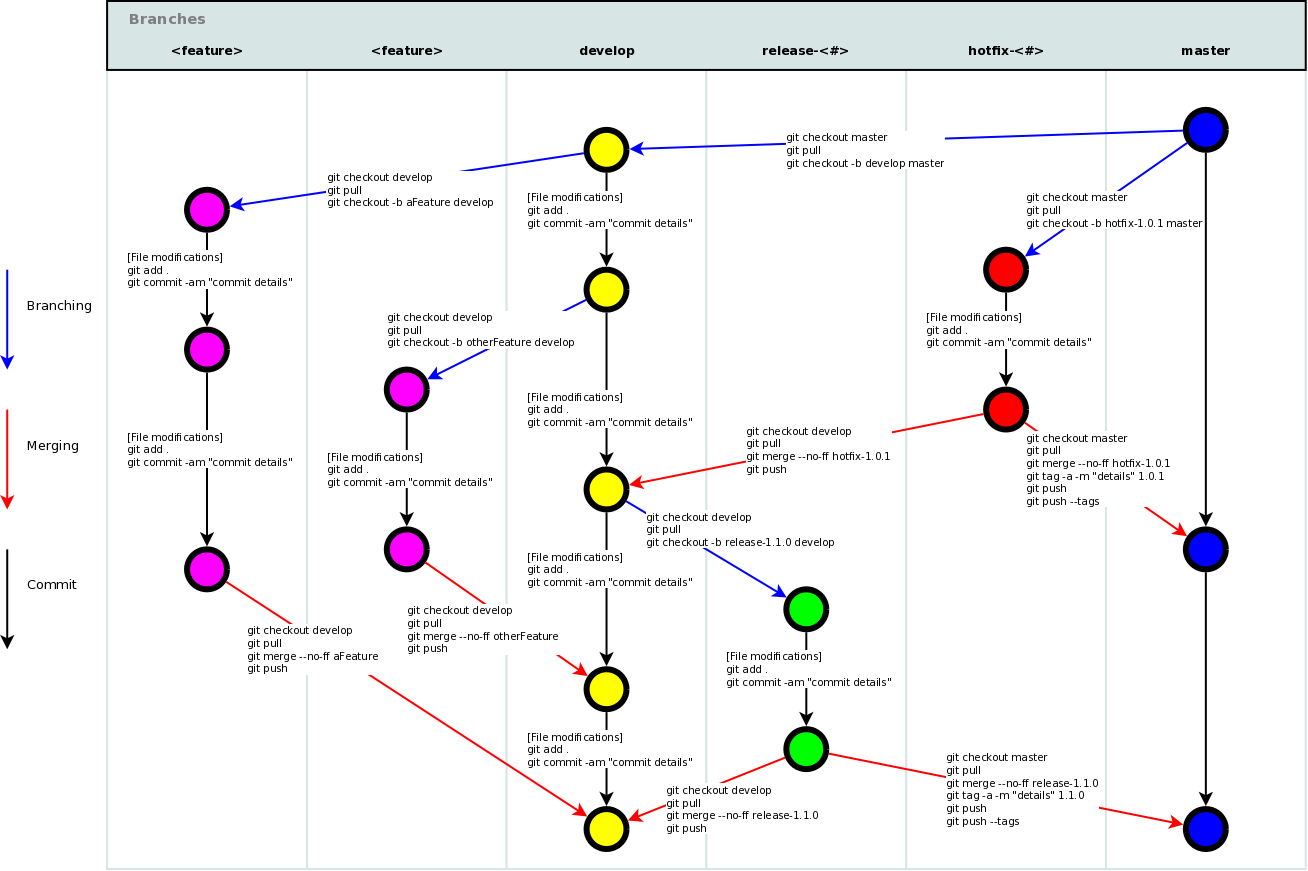 Branches
<feature>
<feature>
develop
release-<#>
hotfix-<#>
master
git checkout master
git pull
git checkout -b develop master
git checkout develop
git pull
git checkout -b aFeature develop
[File modifications]
git add .
git commit -am "commit details"
git checkout master
git pull
git checkout -b hotfix-1.0.1 master
[File modifications]
git add .
git commit -am "commit details"
Branching
git checkout develop
git pull
git checkout -b otherFeature develop
[File modifications]
git add .
git commit -am "commit details"
[File modifications]
git add .
git commit -am "commit details"
Merging
[File modifications]
git add .
git commit -am "commit details"
[File modifications]
git add .
git commit -am "commit details"
git checkout develop
git pull
git merge --no-ff hotfix-1.0.1
git push
git checkout master
git pull
git merge --no-ff hotfix-1.0.1
git tag -a -m "details" 1.0.1
git push
git push --tags
git checkout develop
git pull
git checkout -b release-1.1.0 develop
[File modifications]
git add .
git commit -am "commit details"
Commit
git checkout develop
git pull
git merge --no-ff aFeature
git push
git checkout develop
git pull
git merge --no-ff otherFeature
git push
[File modifications]
git add .
git commit -am "commit details"
[File modifications]
git add .
git commit -am "commit details"
git checkout develop
git pull
git merge --no-ff release-1.1.0
git push
git checkout master
git pull
git merge --no-ff release-1.1.0
git tag -a -m "details" 1.1.0
git push
git push --tags